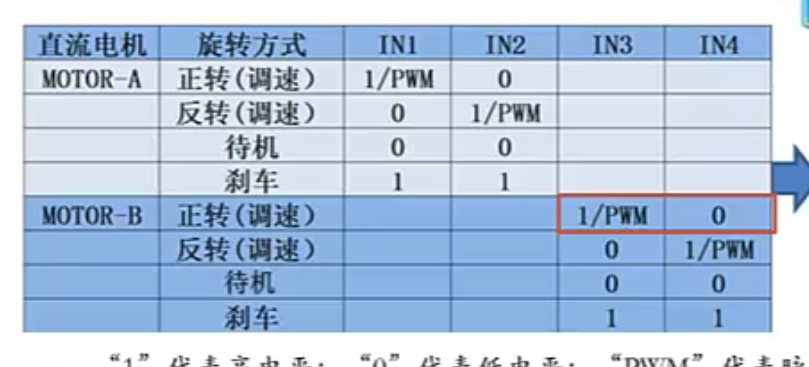 直流电机 旋转方式 IN1 IN2 IN3 IN4
MOTOR-A 正转(调速) 1/PWM 0
反转(调速) 0 1/PWM
待机 0 0
刹车 1 1
MOTOR-B 正转(调速) 1/PWM 0
反转(调速) 0 1/PWM
待机 0 0
刹车 1 1
“1”代表高电平；“0”代表低电平；“PWM”代表脉